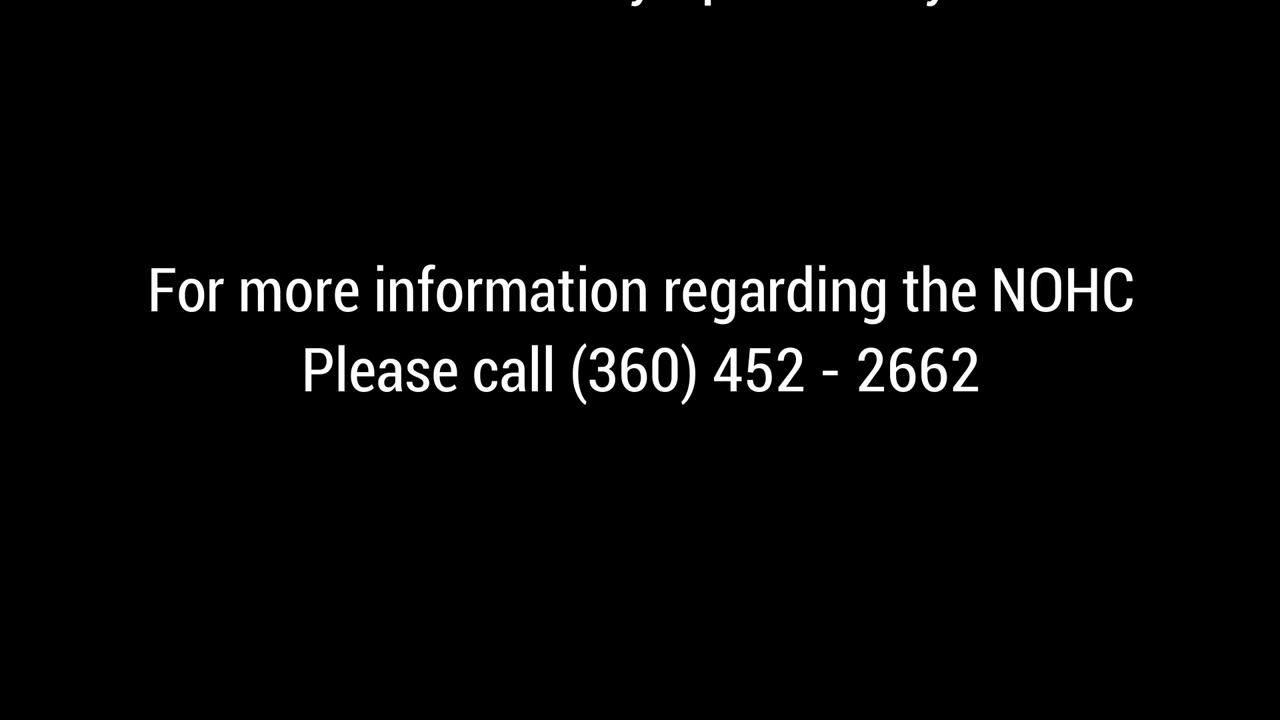 For more information regarding the NOHC
Please call (360) 452 - 2662